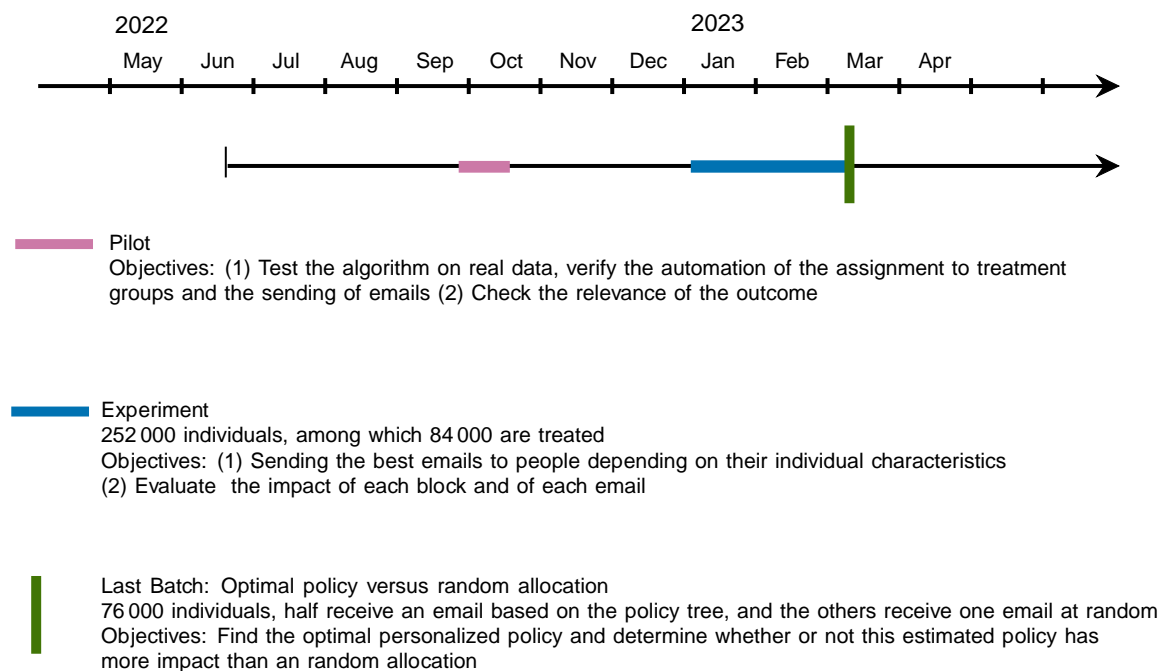 2022 2023
May Jun Jul Aug Sep Oct Nov Dec Jan Feb Mar Apr
Pilot
Objectives: (1) Test the algorithm on real data, verify the automation of the assignment to treatment
groups and the sending of emails (2) Check the relevance of the outcome
Experiment
252 000 individuals, among which 84 000 are treated
Objectives: (1) Sending the best emails to people depending on their individual characteristics
(2) Evaluate the impact of each block and of each email
Last Batch: Optimal policy versus random allocation
76 000 individuals, half receive an email based on the policy tree, and the others receive one email at random
Objectives: Find the optimal personalized policy and determine whether or not this estimated policy has
more impact than an random allocation